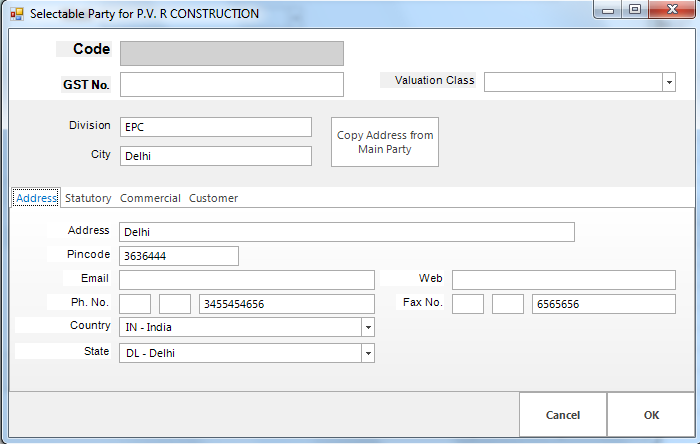 Selectable Party for P.V. R CONSTRUCTION
Code
GST No.
Valuation Class
Division EPC
City Delhi
Copy Address from
Main Party
Address Statutory Commercial Customer
Address Delhi
Pincode 3636444
Email Web
Ph. No. 3455454656 Fax No. 6565656
Country IN - India
State DL - Delhi
Cancel OK